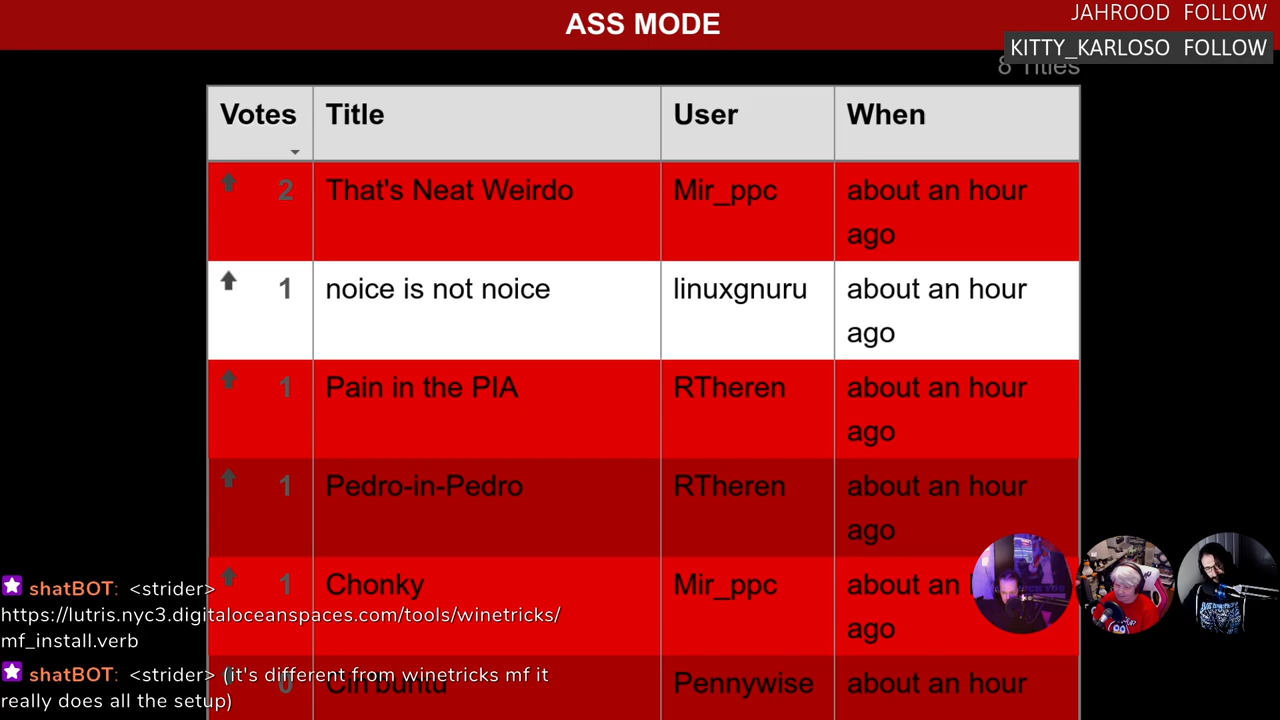 ASS MODE
JAHROOD FOLLOW
KITTY_KARLOSO FOLLOW
8 Titles
Votes Title User When
2 That's Neat Weirdo Mir_ppc about an hour
ago
1 noice is not noice linuxgnuru about an hour
ago
1 Pain in the PIA RTheren about an hour
ago
1 Pedro-in-Pedro RTheren about an hour
ago
1 Chonky Mir_ppc about an
ago
0 Pennywise about an hour
shatBOT: <strider>
https://lutris.nyc3.digitaloceanspaces.com/tools/winetricks/
mf_install.verb
shatBOT: <strider> (it's different from winetricks mf it
really does all the setup)